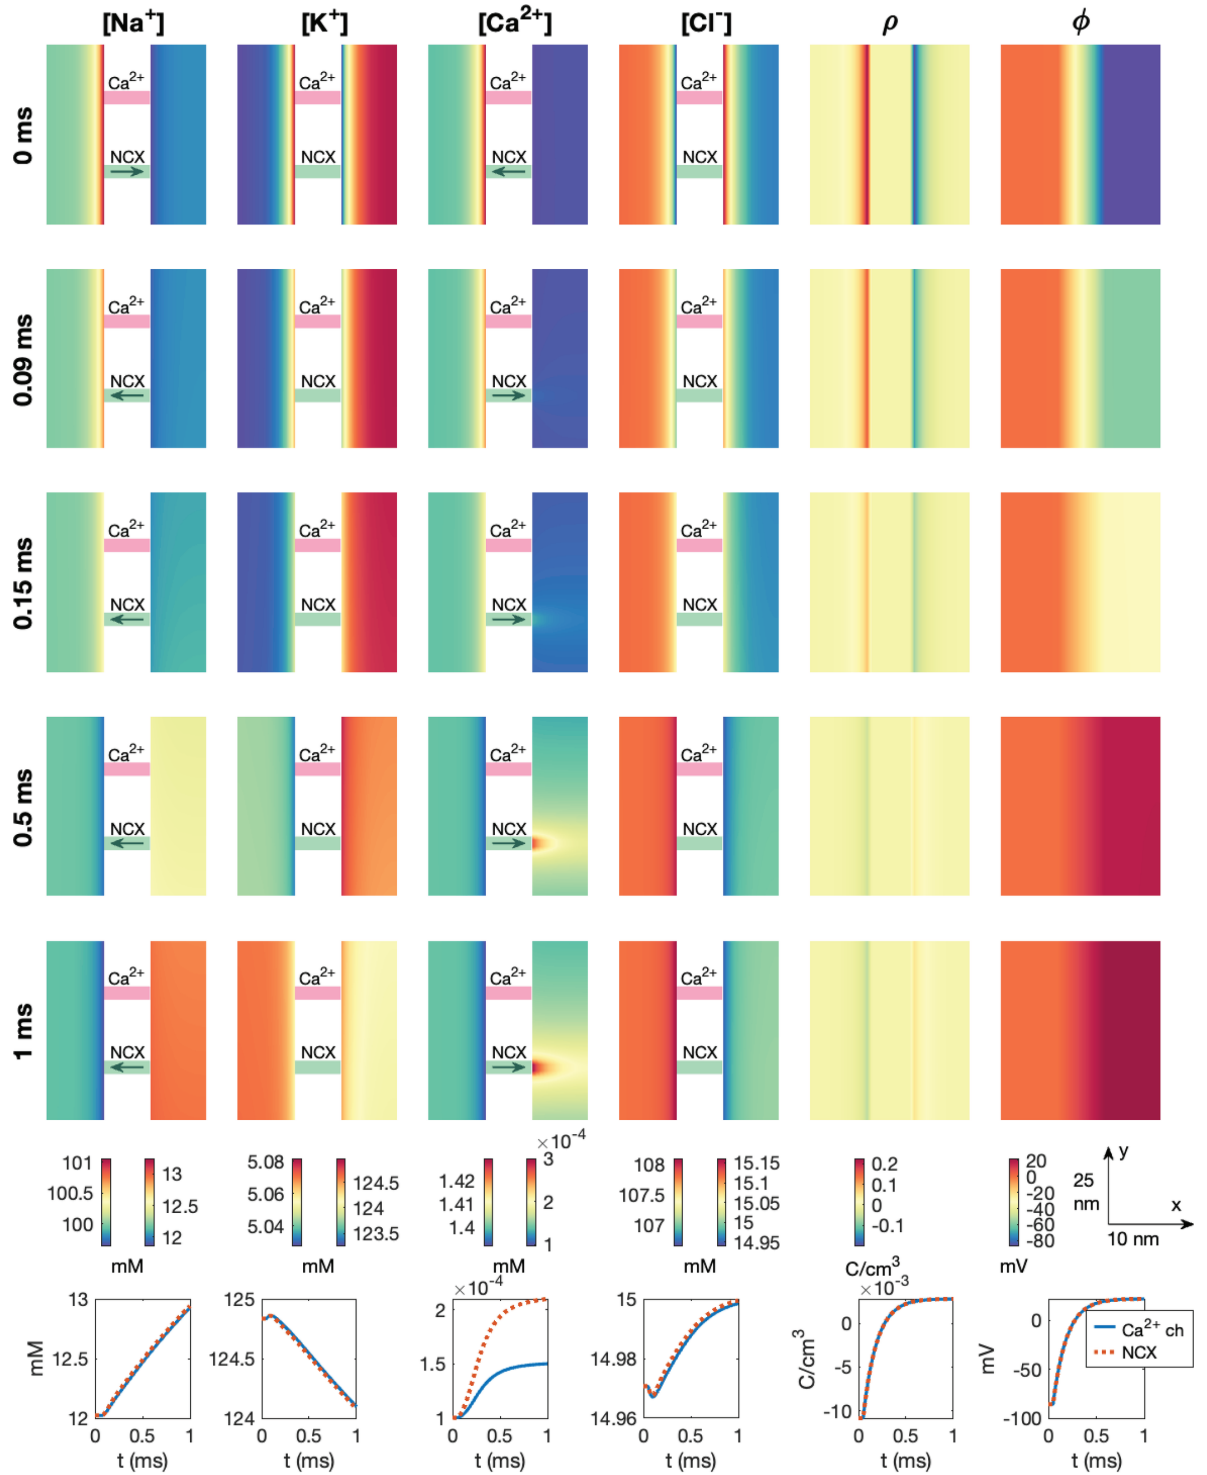 [Na⁺] [K⁺] [Ca²⁺] [Cl⁻] ρ ϕ
0 ms
Ca²⁺ Ca²⁺ Ca²⁺ Ca²⁺
NCX NCX NCX NCX
0.09 ms
Ca²⁺ Ca²⁺ Ca²⁺ Ca²⁺
NCX NCX NCX NCX
0.15 ms
Ca²⁺ Ca²⁺ Ca²⁺ Ca²⁺
NCX NCX NCX NCX
0.5 ms
Ca²⁺ Ca²⁺ Ca²⁺ Ca²⁺
NCX NCX NCX NCX
1 ms
Ca²⁺ Ca²⁺ Ca²⁺ Ca²⁺
NCX NCX NCX NCX
101
100.5
100
13
12.5
12
mM
5.08
5.06
5.04
124.5
124
123.5
mM
1.42
1.41
1.4
×10⁻⁴
3
2
1
mM
108
107.5
107
15.15
15.1
15.05
15
14.95
mM
0.2
0.1
0
-0.1
C/cm³
20
0
-20
-40
-60
-80
mV
y
25
nm
x
10 nm
mM
13
12.5
12
0 0.5 1
t (ms)
125
124.5
124
0 0.5 1
t (ms)
×10⁻⁴
2
1.5
1
0 0.5 1
t (ms)
15
14.98
14.96
0 0.5 1
t (ms)
×10⁻³
C/cm³
0
-5
-10
0 0.5 1
t (ms)
mV
0
-50
-100
0 0.5 1
t (ms)
Ca²⁺ ch
NCX